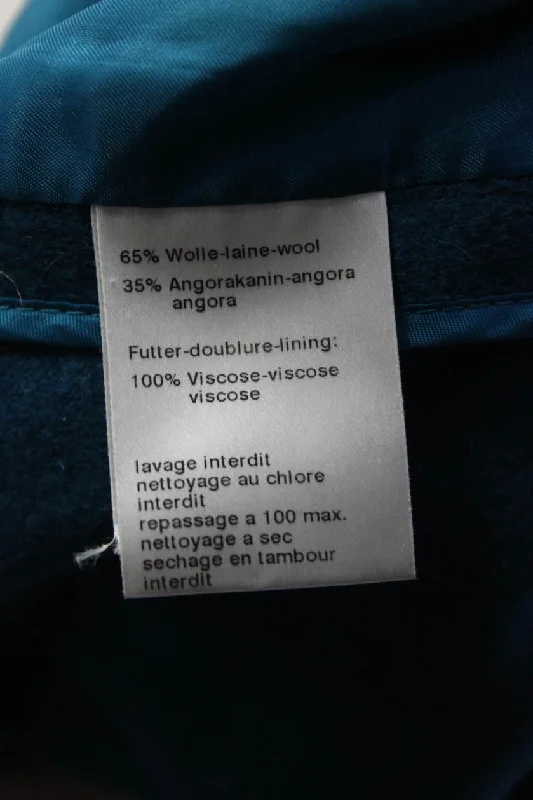 65% Wolle-laine-wool
35% Angorakanin-angora
angora
Futter-doublure-lining:
100% Viscose-viscose
viscose
lavage interdit
nettoyage au chlore
interdit
repassage a 100 max.
nettoyage a sec
sechage en tambour
interdit